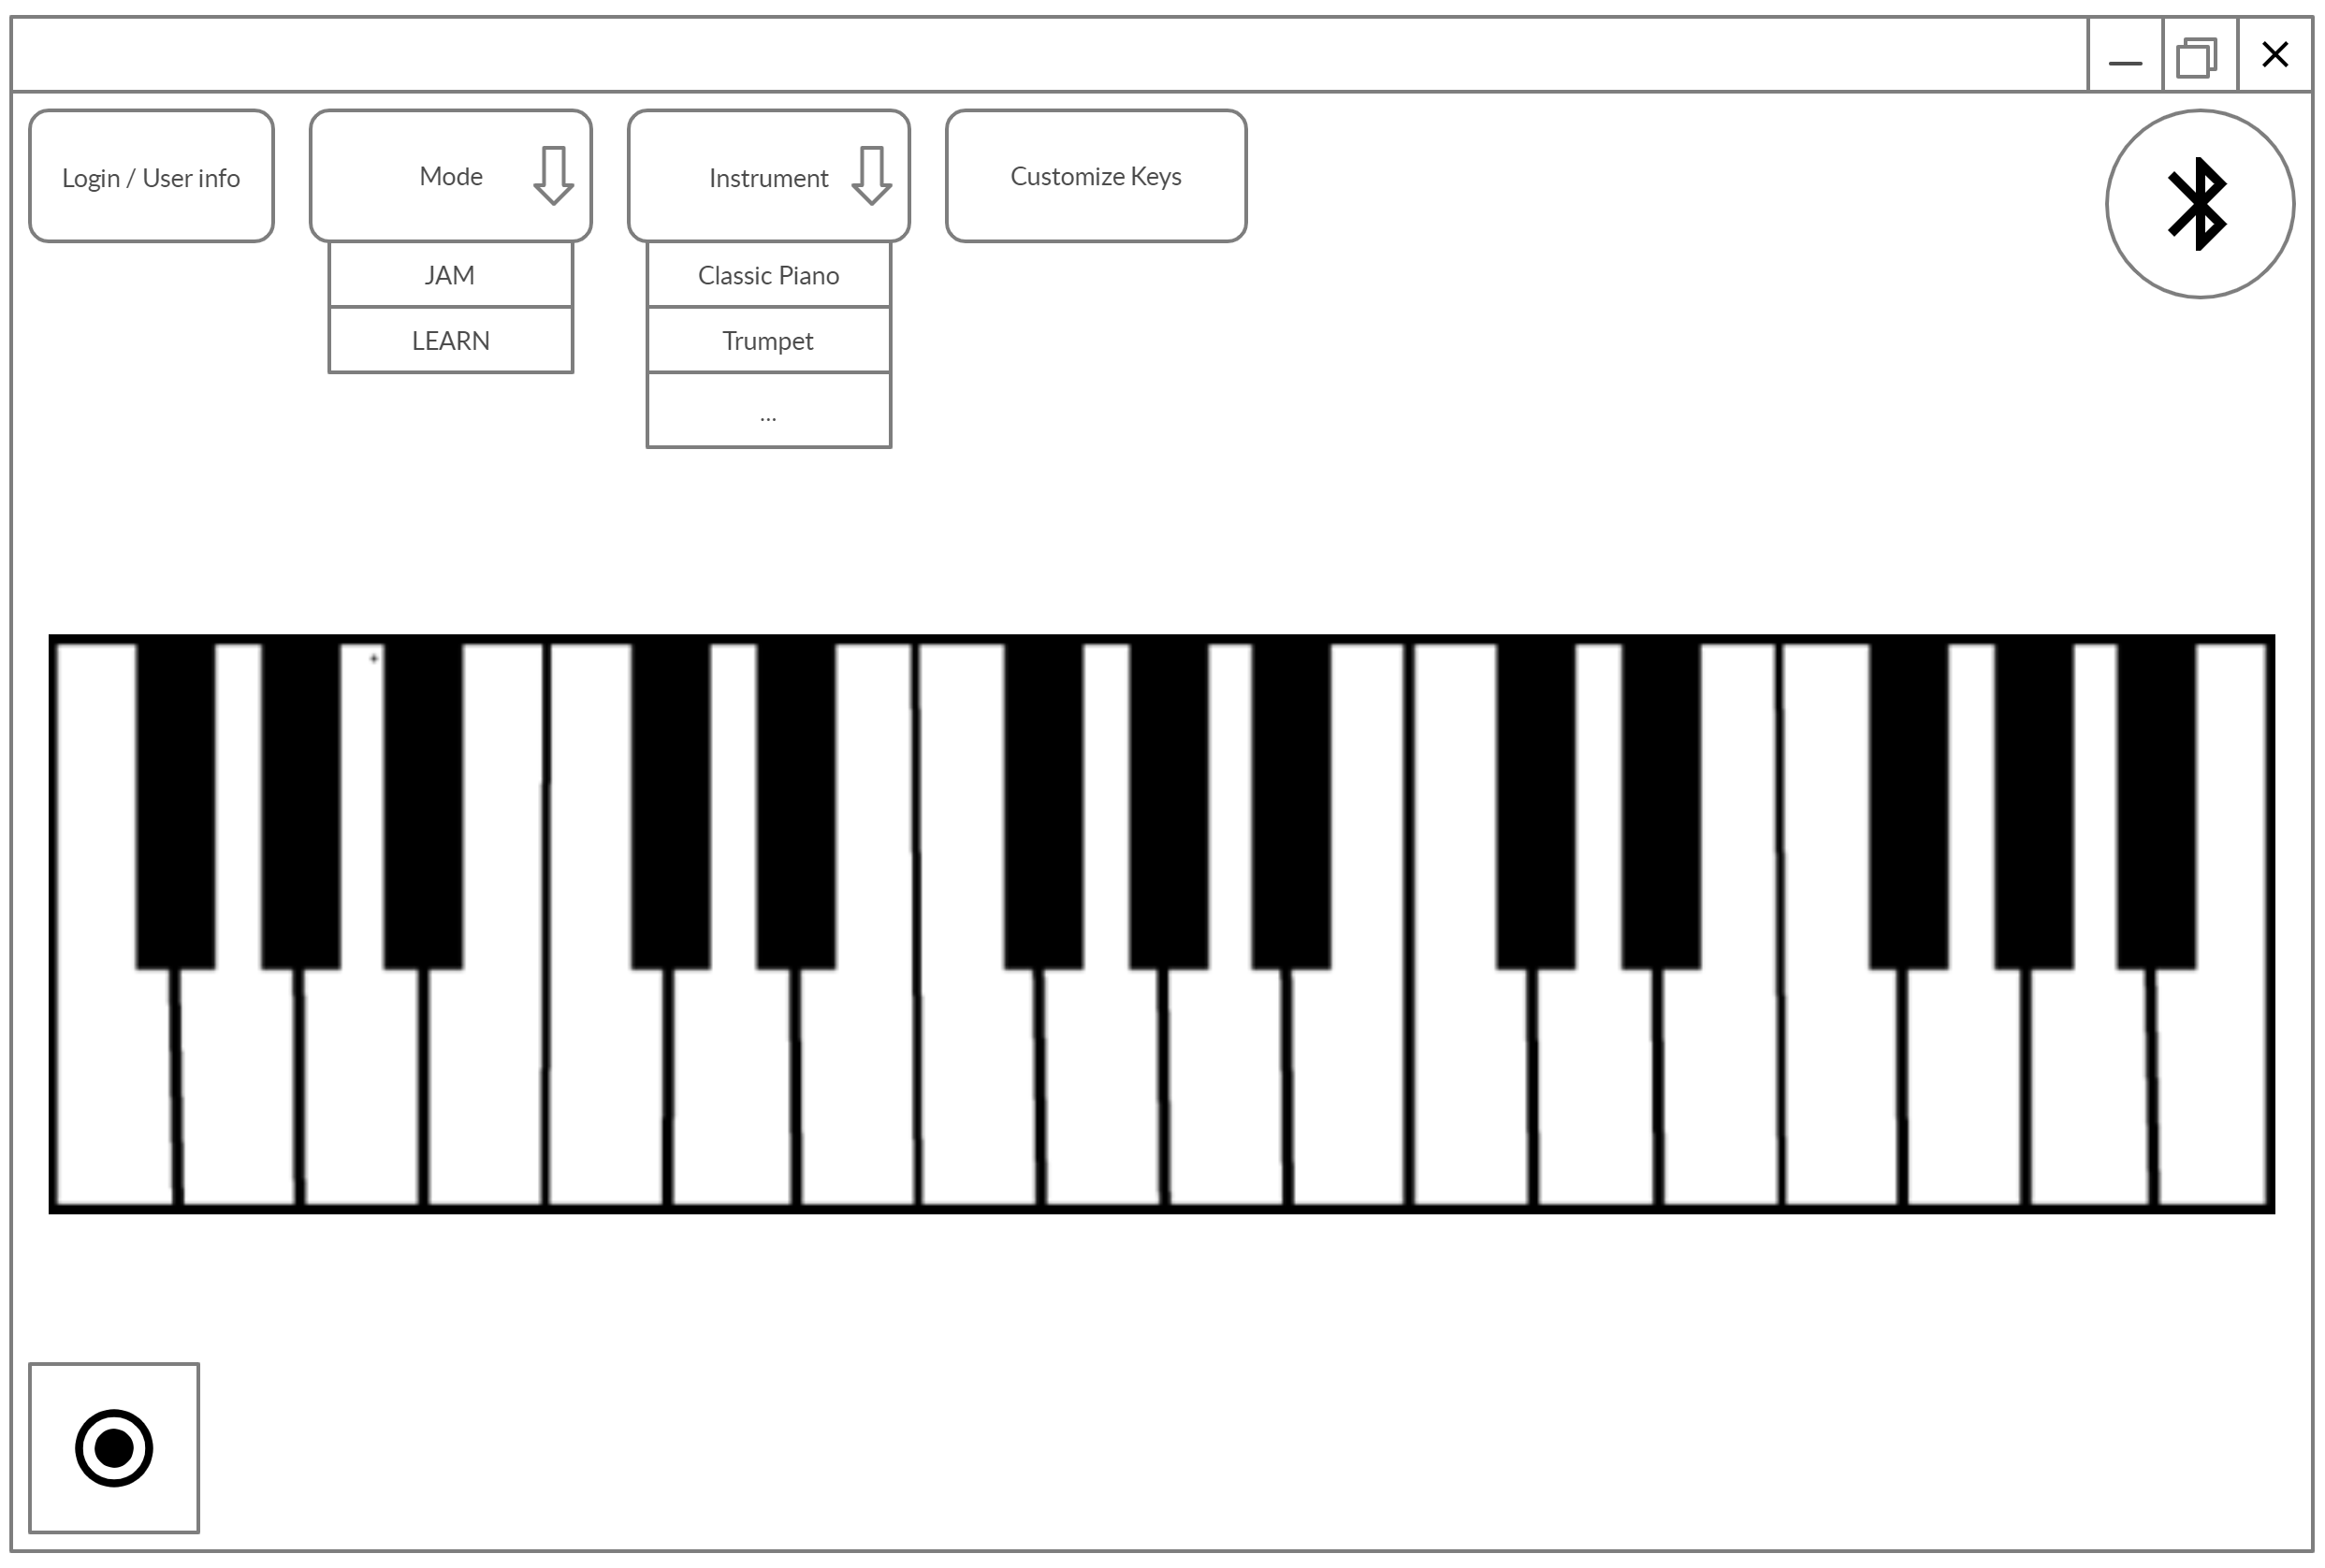 Login / User info
Mode
Instrument
Customize Keys
JAM
LEARN
Classic Piano
Trumpet
...